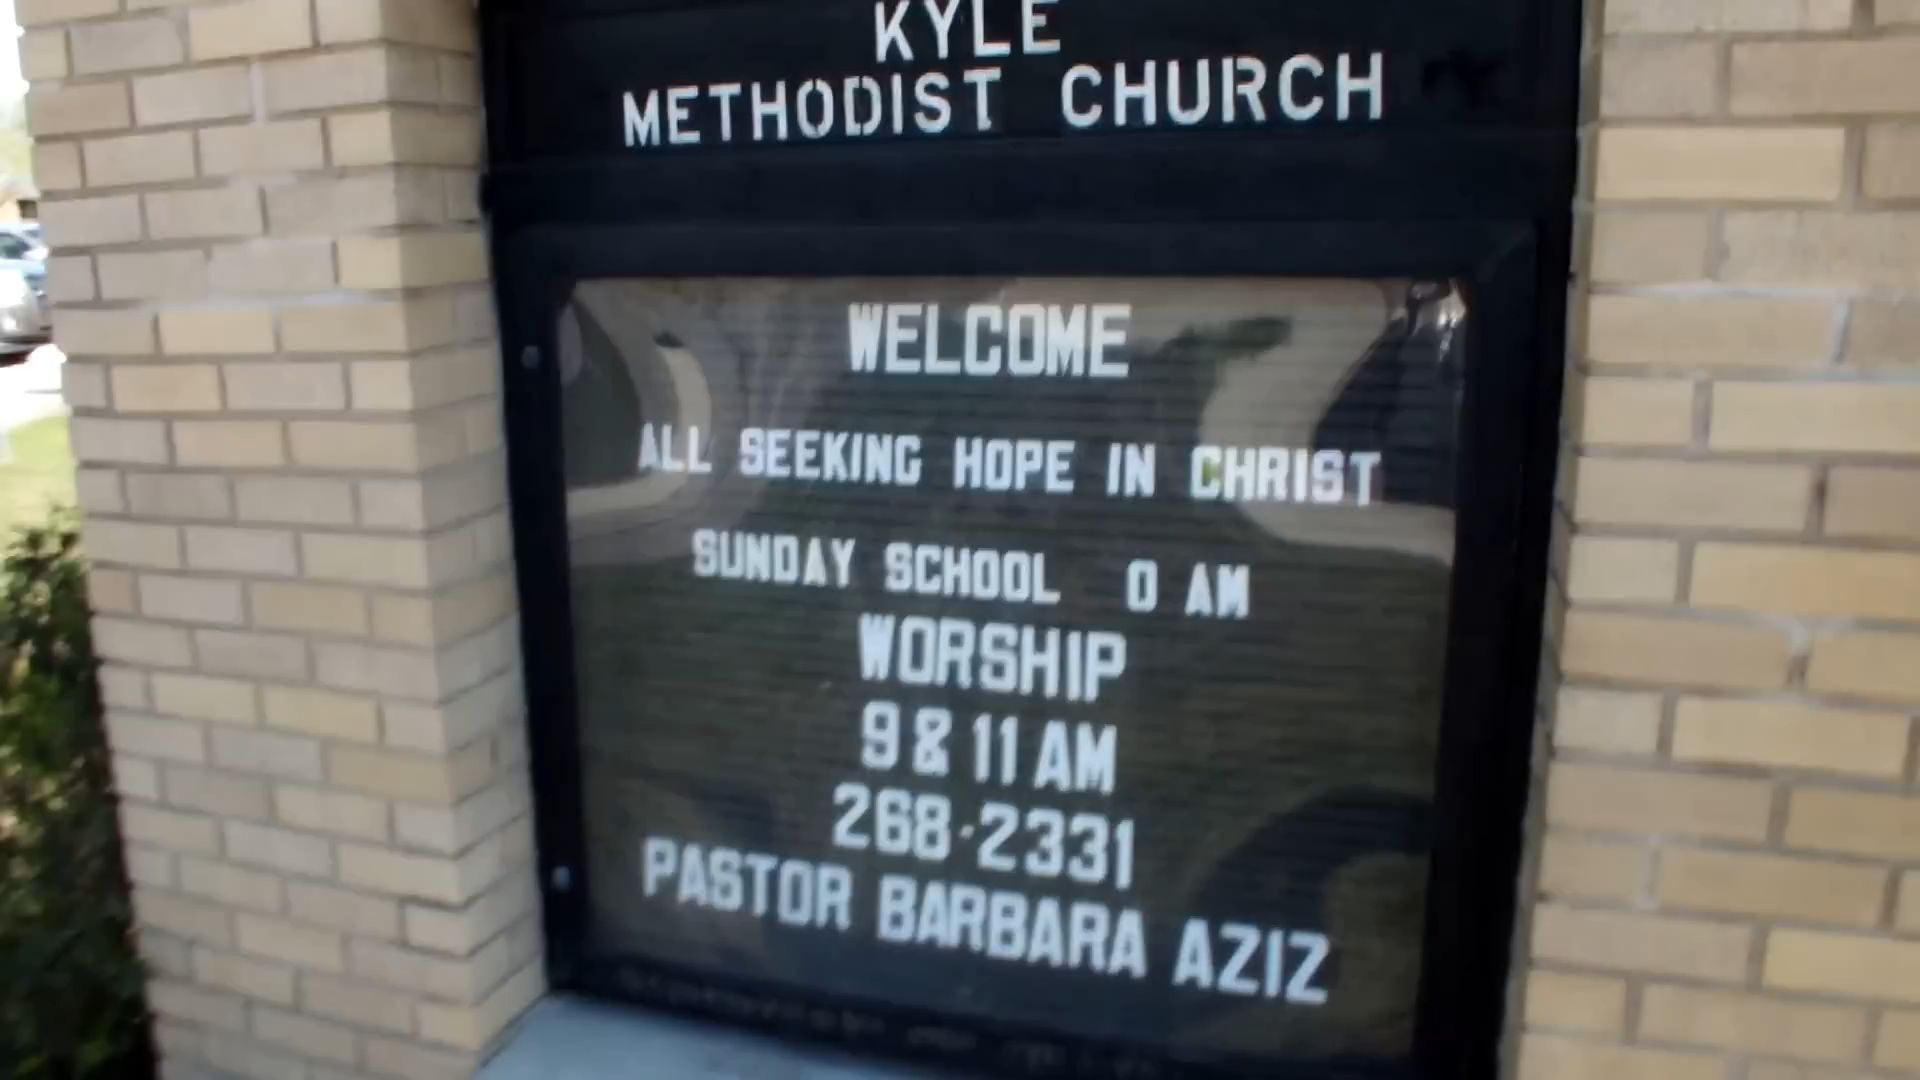 KYLE
METHODIST CHURCH
WELCOME
ALL SEEKING HOPE IN CHRIST
SUNDAY SCHOOL 0 AM
WORSHIP
9 & 11 AM
268-2331
PASTOR BARBARA AZIZ